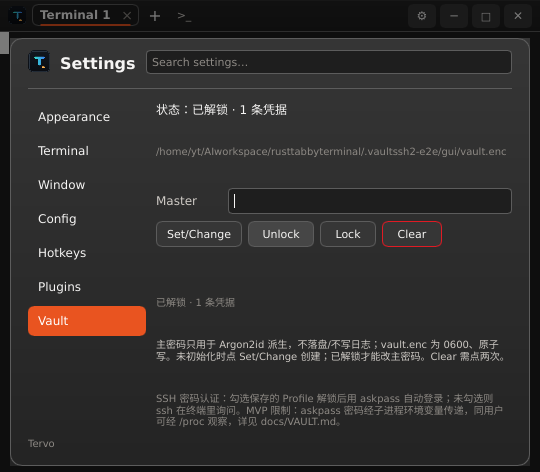 Terminal 1
>_
Settings
Search settings...
Appearance
Terminal
Window
Config
Hotkeys
Plugins
Vault
Tervo
状态：已解锁 · 1 条凭据
/home/yt/AIworkspace/rusttabbyterminal/.vaultssh2-e2e/gui/vault.enc
Master
Set/Change
Unlock
Lock
Clear
已解锁 · 1 条凭据
主密码只用于 Argon2id 派生，不落盘/不写日志；vault.enc 为 0600、原子
写。未初始化时点 Set/Change 创建；已解锁才能改主密码。Clear 需点两次。
SSH 密码认证：勾选保存的 Profile 解锁后用 askpass 自动登录；未勾选则
ssh 在终端里询问。MVP 限制：askpass 密码经子进程环境变量传递，同用户
可经 /proc 观察，详见 docs/VAULT.md。